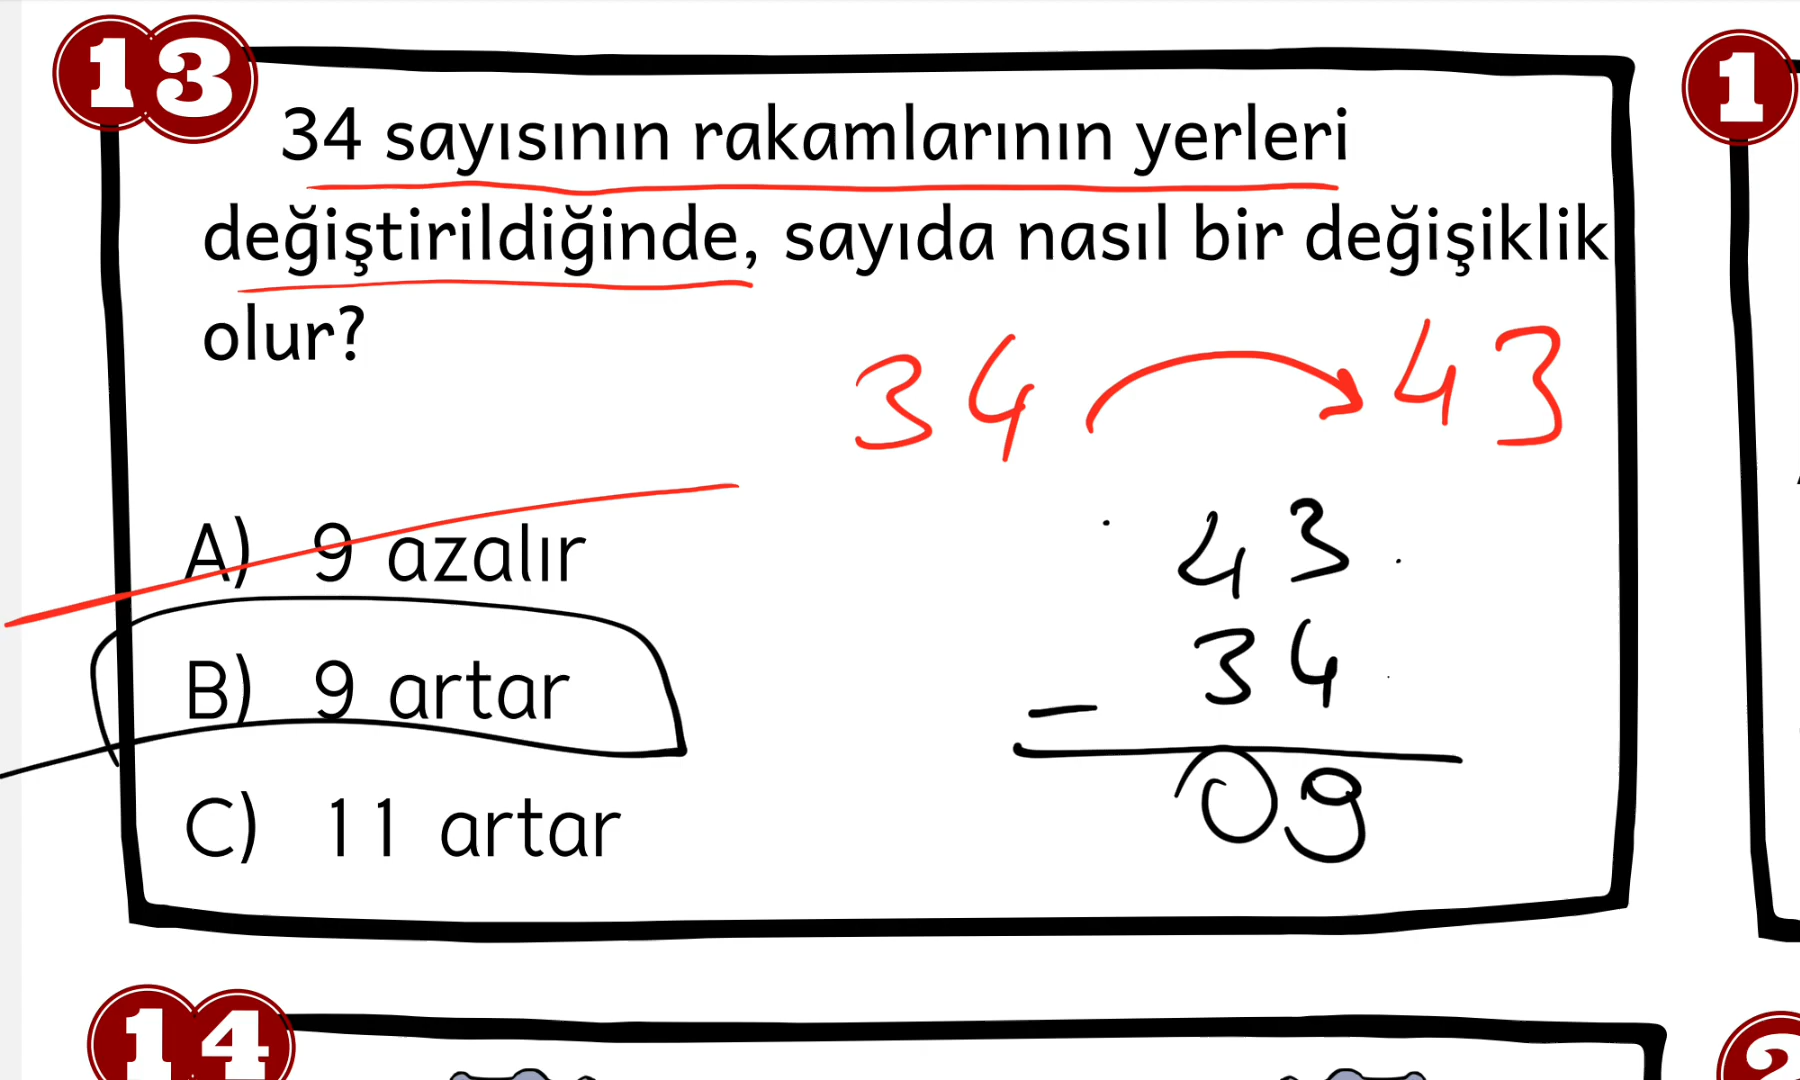 13
34 sayısının rakamlarının yerleri
değiştirildiğinde, sayıda nasıl bir değişiklik
olur?
34 43
A) 9 azalır
B) 9 artar
C) 11 artar
43
34
—
09
14
1
2